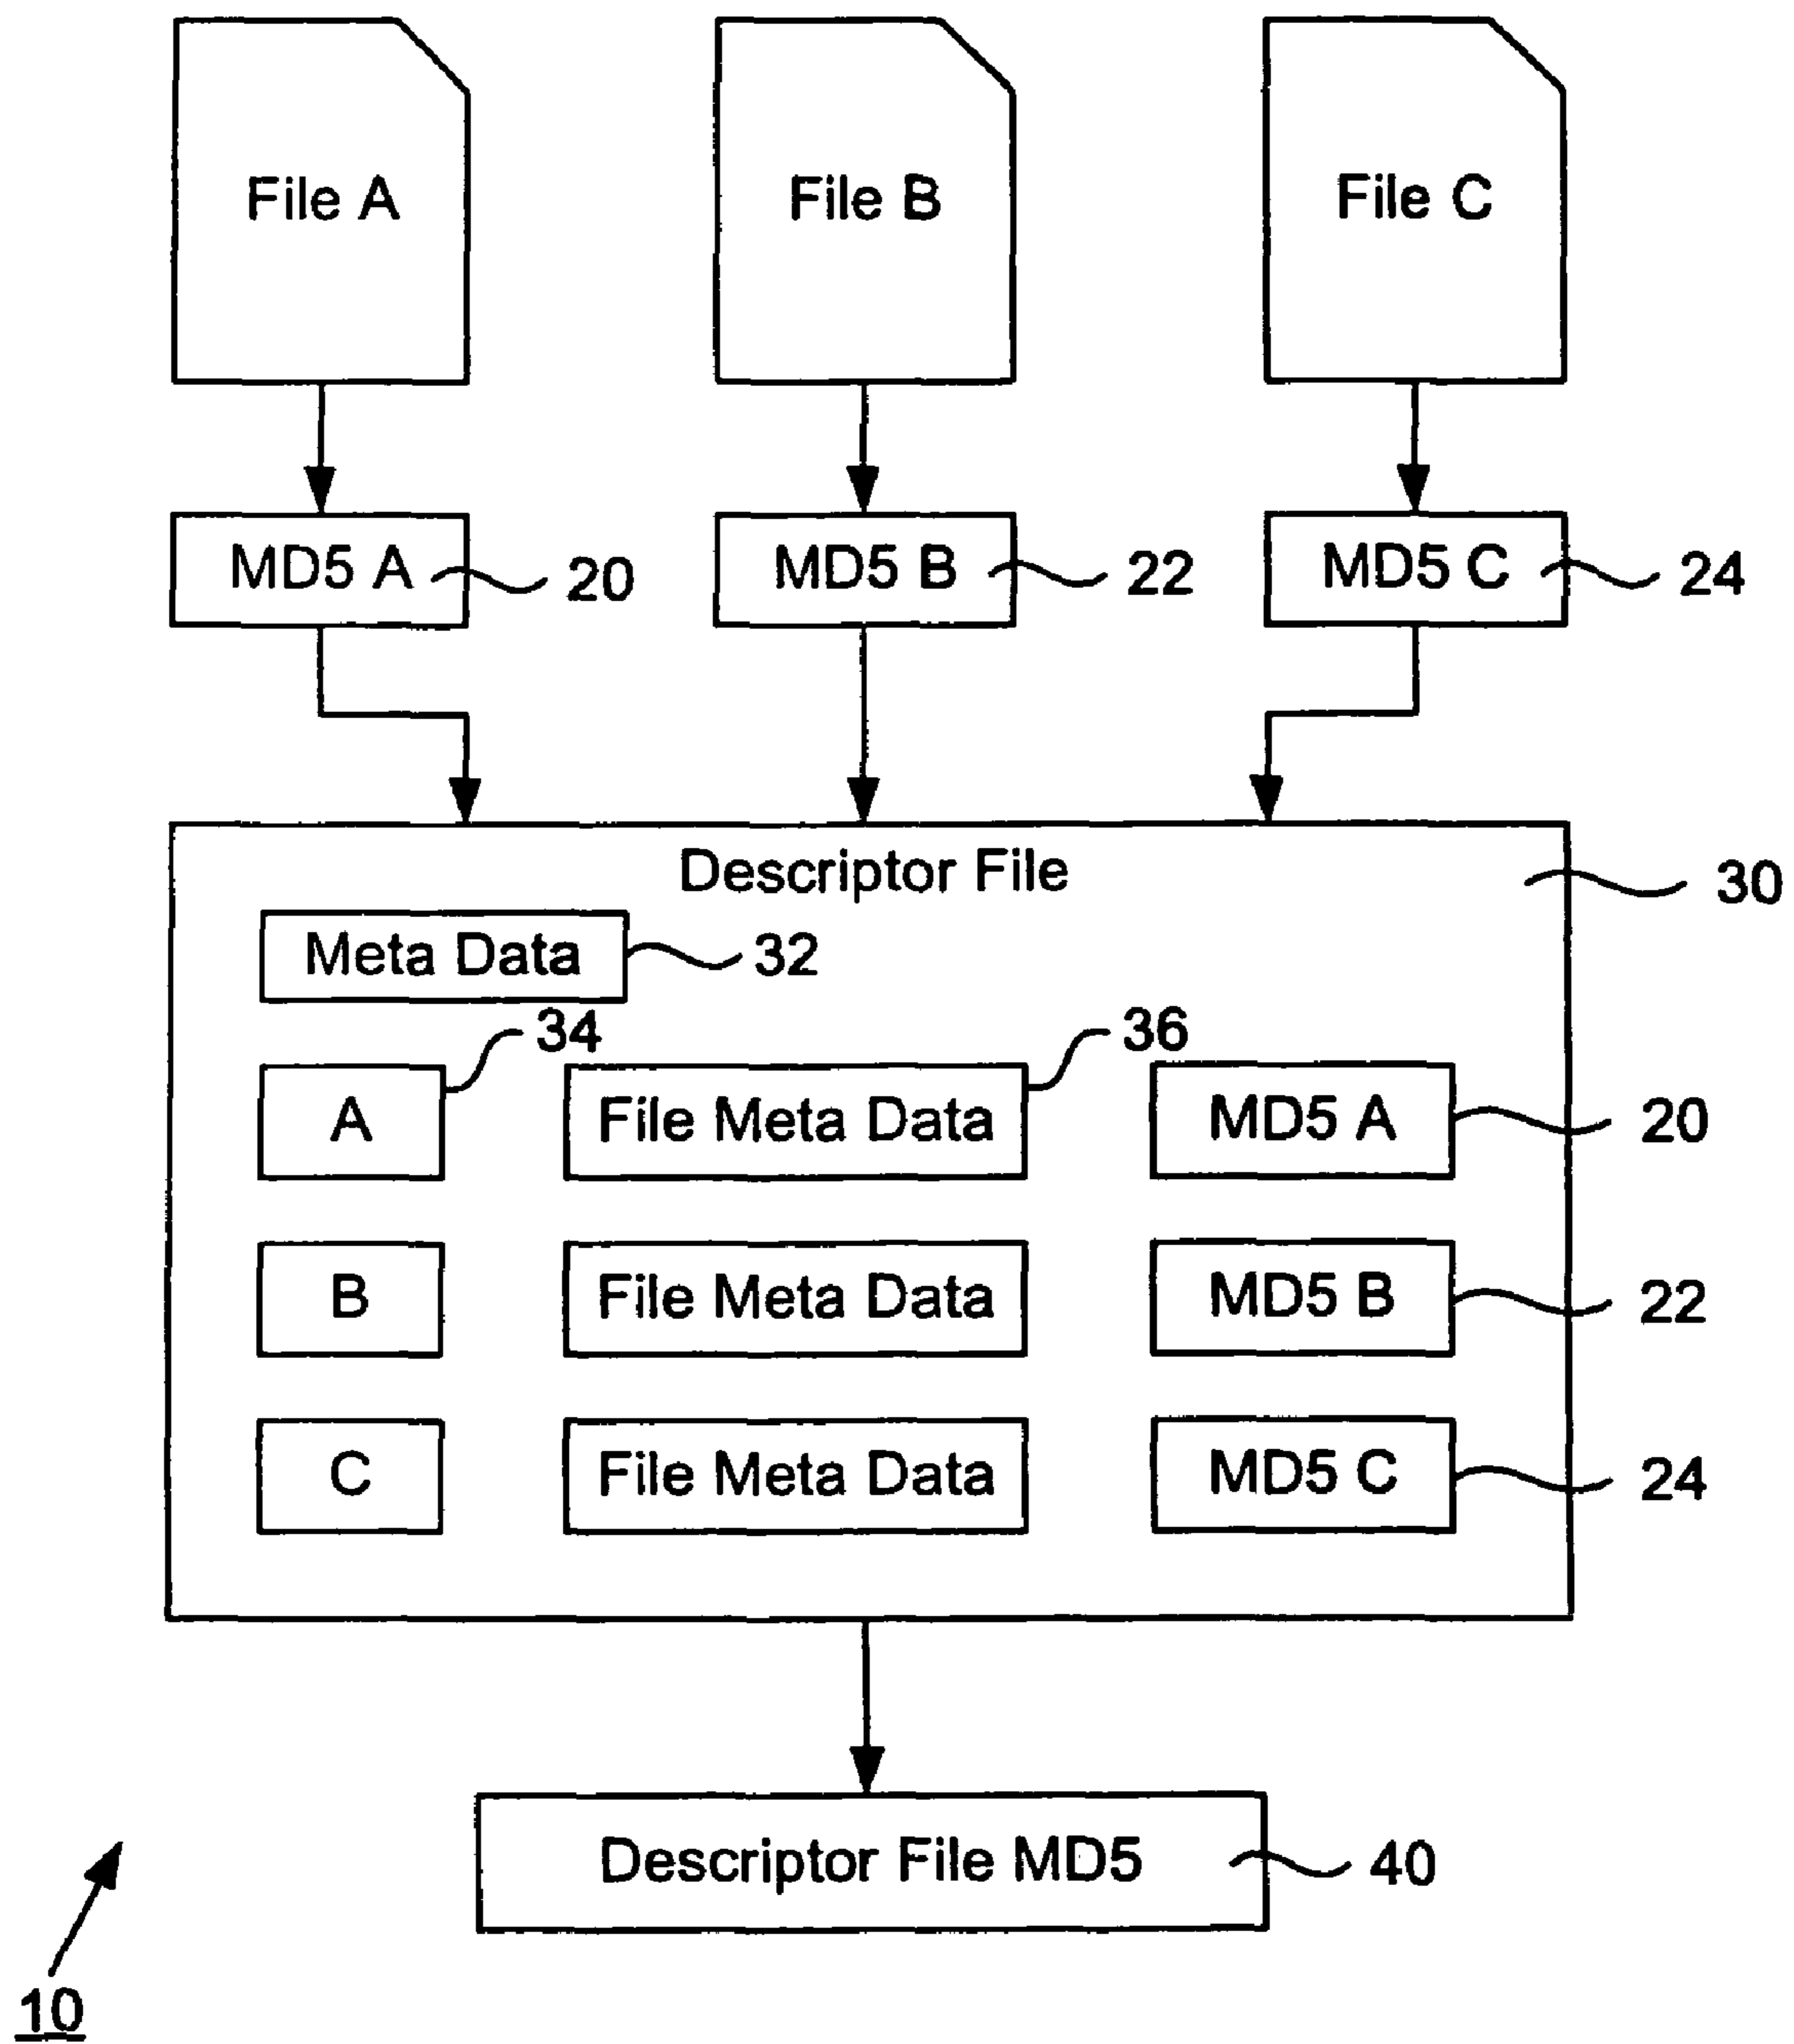 File A
File B
File C
MD5 A
20
MD5 B
22
MD5 C
24
Descriptor File
30
Meta Data
32
34
36
A
File Meta Data
MD5 A
20
B
File Meta Data
MD5 B
22
C
File Meta Data
MD5 C
24
Descriptor File MD5
40
10